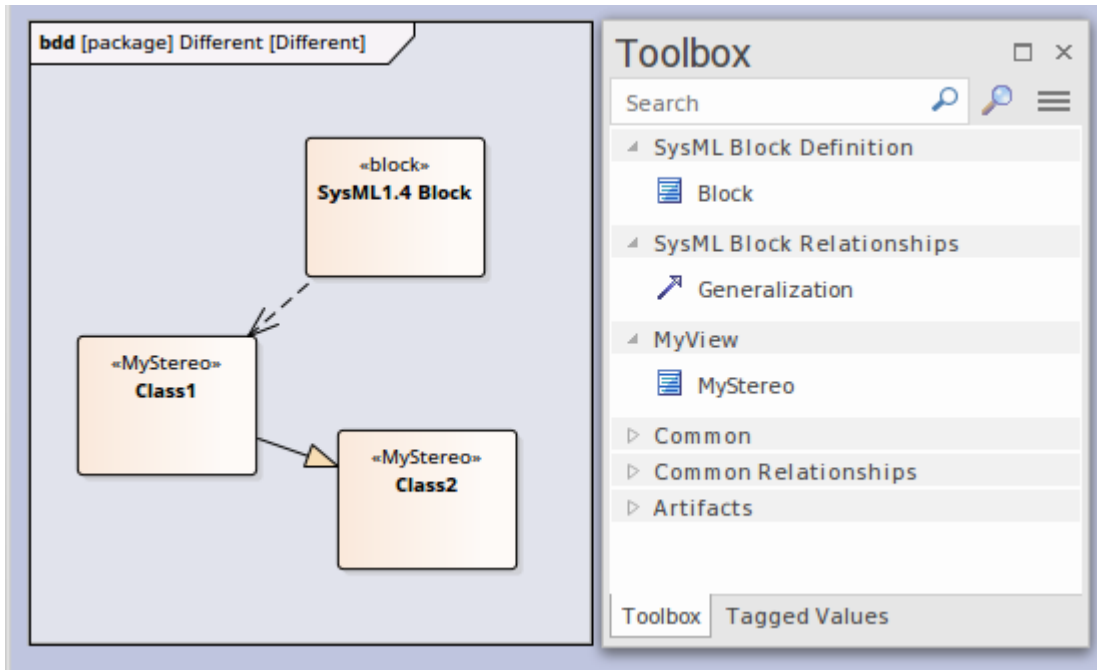 bdd [package] Different [Different]
«block»
SysML1.4 Block
«MyStereo»
Class1
«MyStereo»
Class2
Toolbox
Search
SysML Block Definition
Block
SysML Block Relationships
Generalization
MyView
MyStereo
Common
Common Relationships
Artifacts
Toolbox
Tagged Values